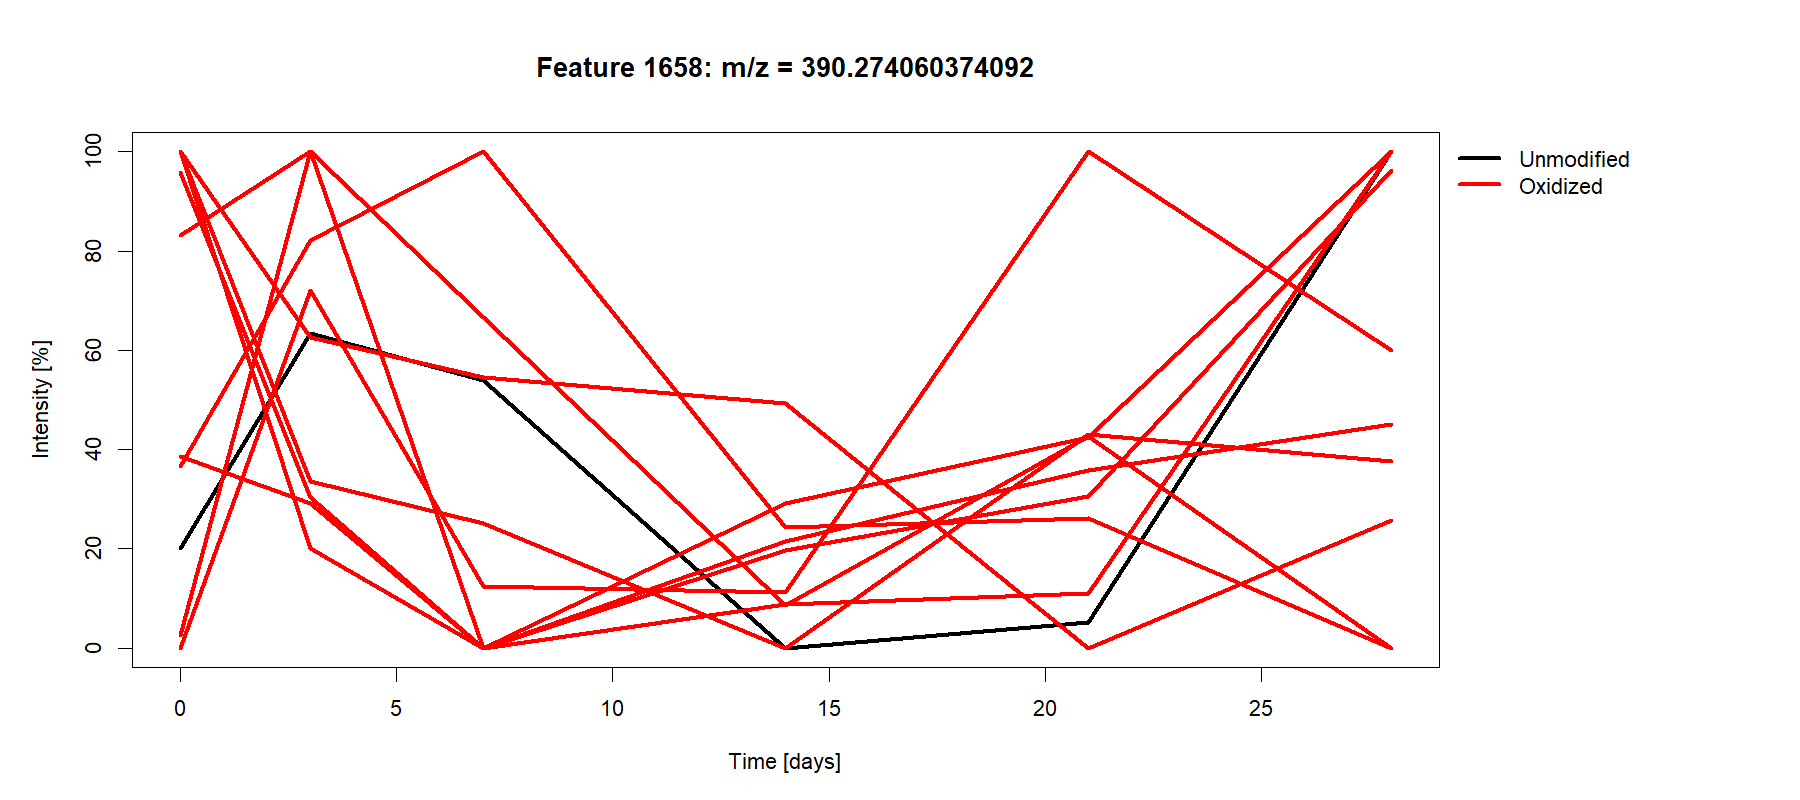 Feature 1658: m/z = 390.274060374092
Unmodified
Oxidized
Intensity [%]
100
80
60
40
20
0
0 5 10 15 20 25
Time [days]